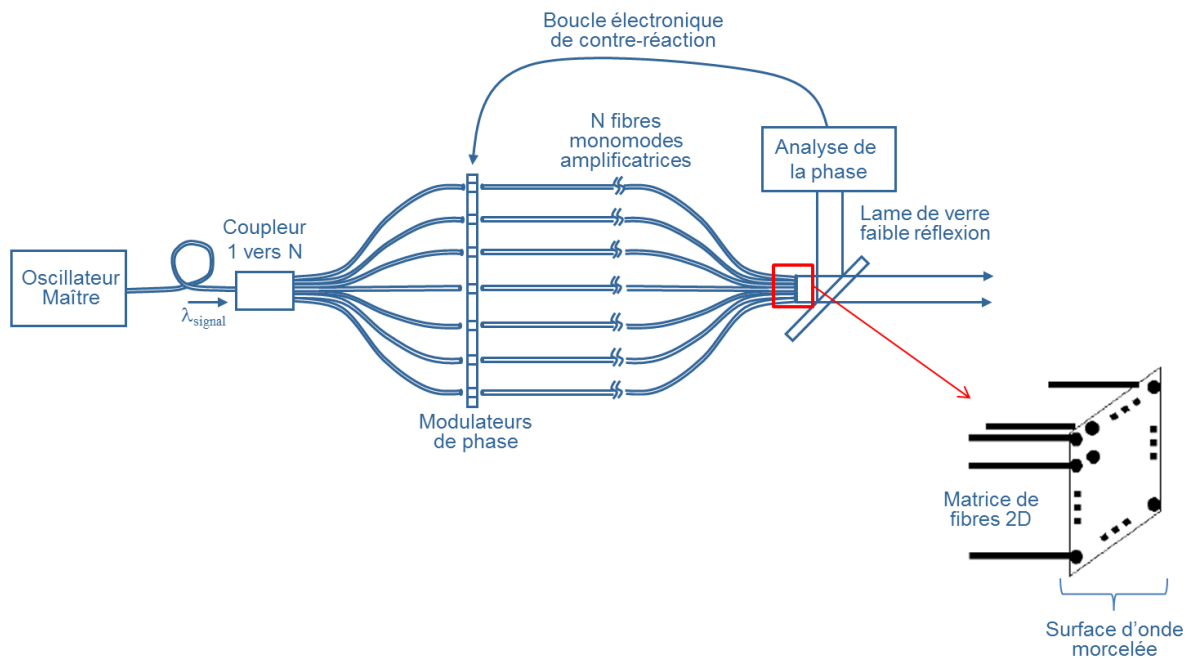 Boucle électronique
de contre-réaction
N fibres
monomodes
amplificatrices
Analyse de
la phase
Lame de verre
faible réflexion
Coupleur
1 vers N
Oscillateur
Maître
λsignal
Modulateurs
de phase
Matrice de
fibres 2D
Surface d'onde
morcelée